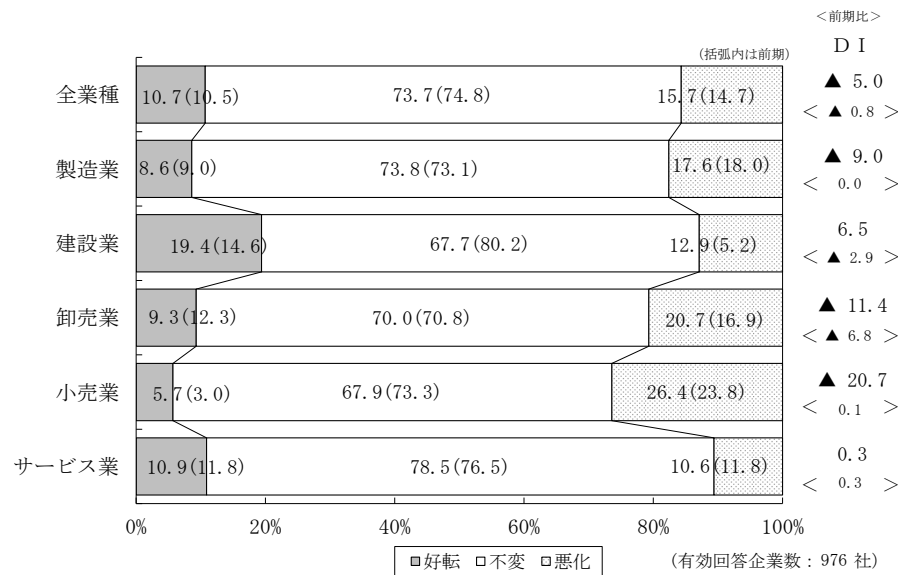 ＜前期比＞
ＤＩ
(括弧内は前期)
全業種 10.7(10.5) 73.7(74.8) 15.7(14.7) ▲ 5.0
＜ ▲ 0.8 ＞
製造業 8.6(9.0) 73.8(73.1) 17.6(18.0) ▲ 9.0
＜ 0.0 ＞
建設業 19.4(14.6) 67.7(80.2) 12.9(5.2) 6.5
＜ ▲ 2.9 ＞
卸売業 9.3(12.3) 70.0(70.8) 20.7(16.9) ▲ 11.4
＜ ▲ 6.8 ＞
小売業 5.7(3.0) 67.9(73.3) 26.4(23.8) ▲ 20.7
＜ 0.1 ＞
サービス業 10.9(11.8) 78.5(76.5) 10.6(11.8) 0.3
＜ 0.3 ＞
0% 20% 40% 60% 80% 100%
好転 不変 悪化
(有効回答企業数：976 社)